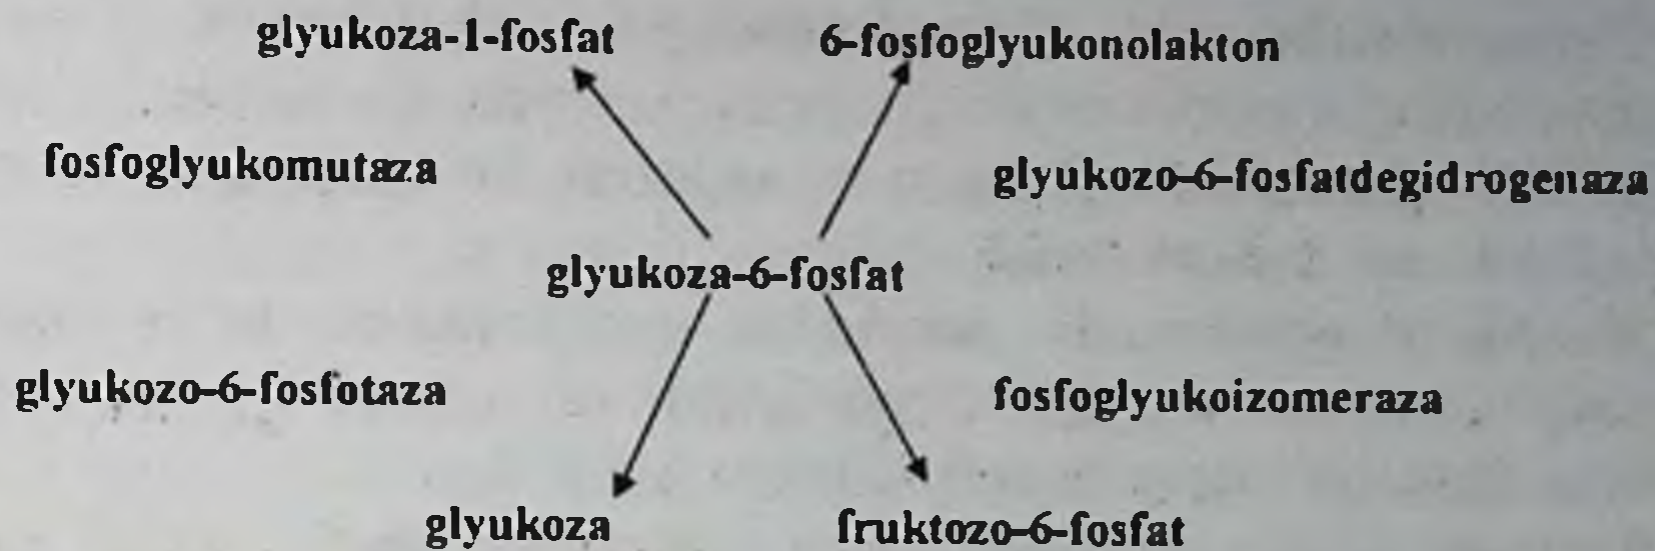 glyukoza-1-fosfat
6-fosfoglyukonolakton
fosfoglyukomutaza
glyukozo-6-fosfatdegidrogenaza
glyukoza-6-fosfat
glyukozo-6-fosfotaza
fosfoglyukoizomeraza
glyukoza
fruktozo-6-fosfat